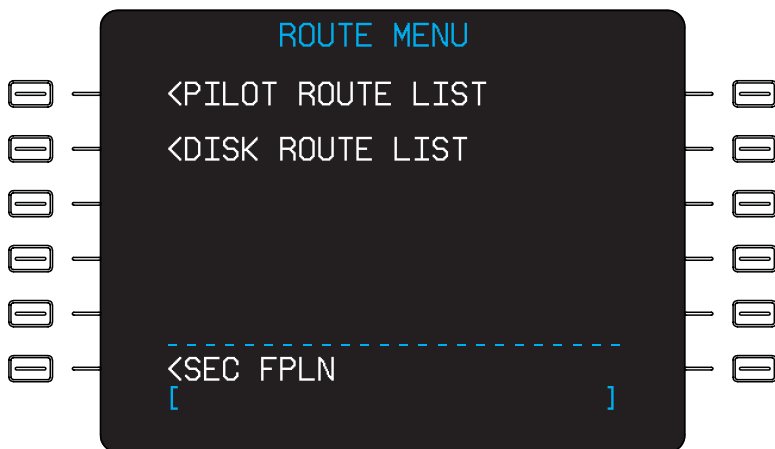 ROUTE MENU
<PILOT ROUTE LIST
<DISK ROUTE LIST
--------------------------
<SEC FPLN
[ ]